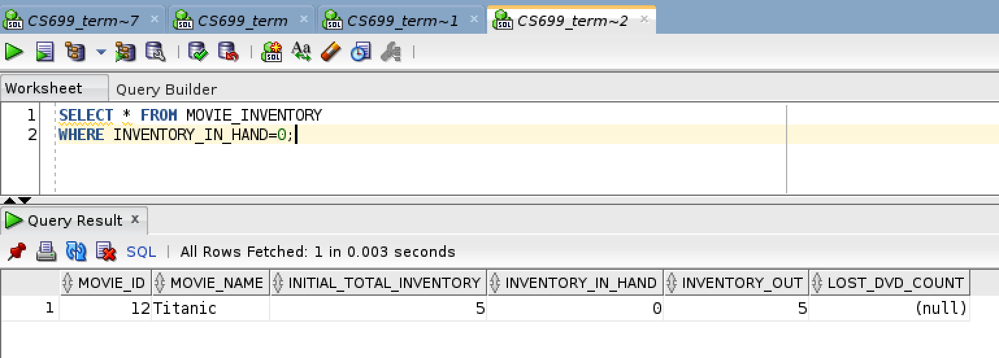 CS699_term~7 CS699_term CS699_term~1 CS699_term~2
Worksheet Query Builder
1 SELECT * FROM MOVIE_INVENTORY
2 WHERE INVENTORY_IN_HAND=0;
Query Result
SQL | All Rows Fetched: 1 in 0.003 seconds
MOVIE_ID MOVIE_NAME INITIAL_TOTAL_INVENTORY INVENTORY_IN_HAND INVENTORY_OUT LOST_DVD_COUNT
1 12 Titanic 5 0 5 (null)